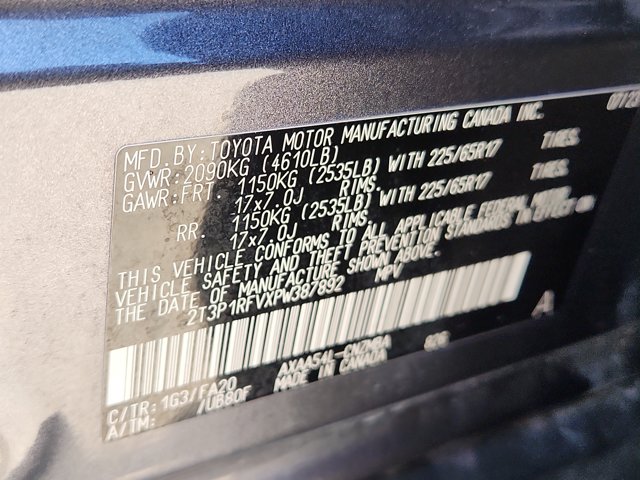 MFD.BY:TOYOTA MOTOR MANUFACTURING CANADA INC. 07/22
GVWR:2090KG (4610LB)
GAWR:FRT. 1150KG (2535LB) WITH 225/65R17 TIRES.
17x7.0J RIMS.
RR. 1150KG (2535LB) WITH 225/65R17 TIRES.
17x7.0J RIMS.
THIS VEHICLE CONFORMS TO ALL APPLICABLE FEDERAL MOTOR
VEHICLE SAFETY AND THEFT PREVENTION STANDARDS IN EFFECT ON
THE DATE OF MANUFACTURE SHOWN ABOVE.
2T3P1RFVXPW387892 MPV
A
C/TR:1G3/FA20 AXAA54L-
A/TM: /UB80F MADE IN CANADA